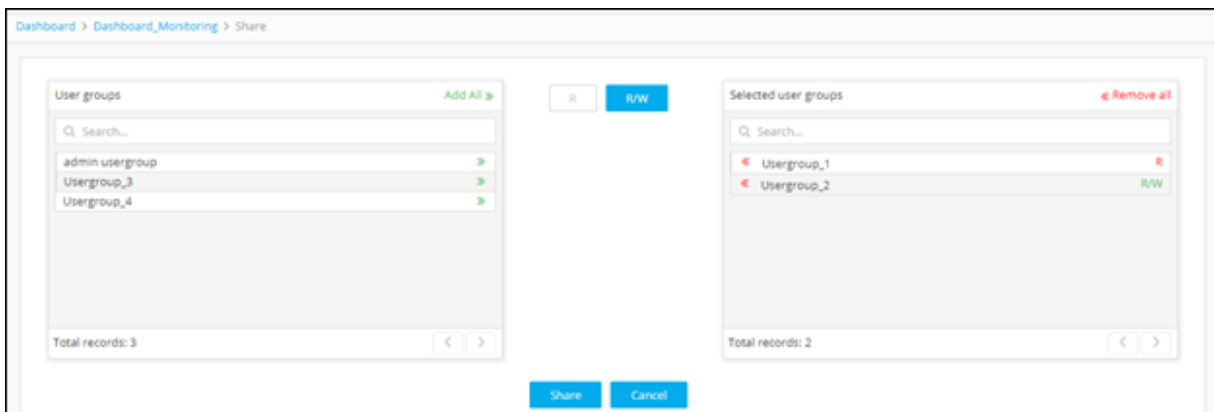 Dashboard > Dashboard_Monitoring > Share
User groups
Add All »
Search...
admin usergroup
Usergroup_3
Usergroup_4
Total records: 3
R
R/W
Selected user groups
« Remove all
Search...
Usergroup_1 R
Usergroup_2 R/W
Total records: 2
Share
Cancel